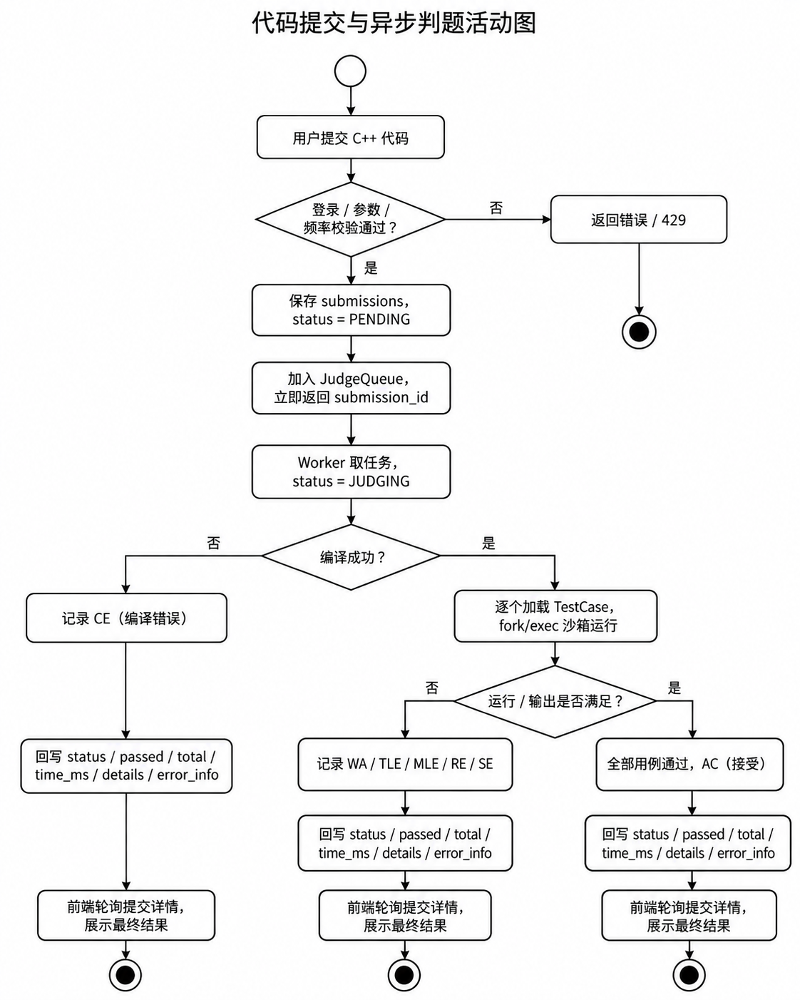 代码提交与异步判题活动图
用户提交 C++ 代码
登录 / 参数 /
频率校验通过？
否
返回错误 / 429
是
保存 submissions，
status = PENDING
加入 JudgeQueue，
立即返回 submission_id
Worker 取任务，
status = JUDGING
编译成功？
否
是
记录 CE（编译错误）
逐个加载 TestCase，
fork/exec 沙箱运行
运行 / 输出是否满足？
否
是
回写 status / passed / total /
time_ms / details / error_info
记录 WA / TLE / MLE / RE / SE
全部用例通过，AC（接受）
回写 status / passed / total /
time_ms / details / error_info
回写 status / passed / total /
time_ms / details / error_info
前端轮询提交详情，
展示最终结果
前端轮询提交详情，
展示最终结果
前端轮询提交详情，
展示最终结果